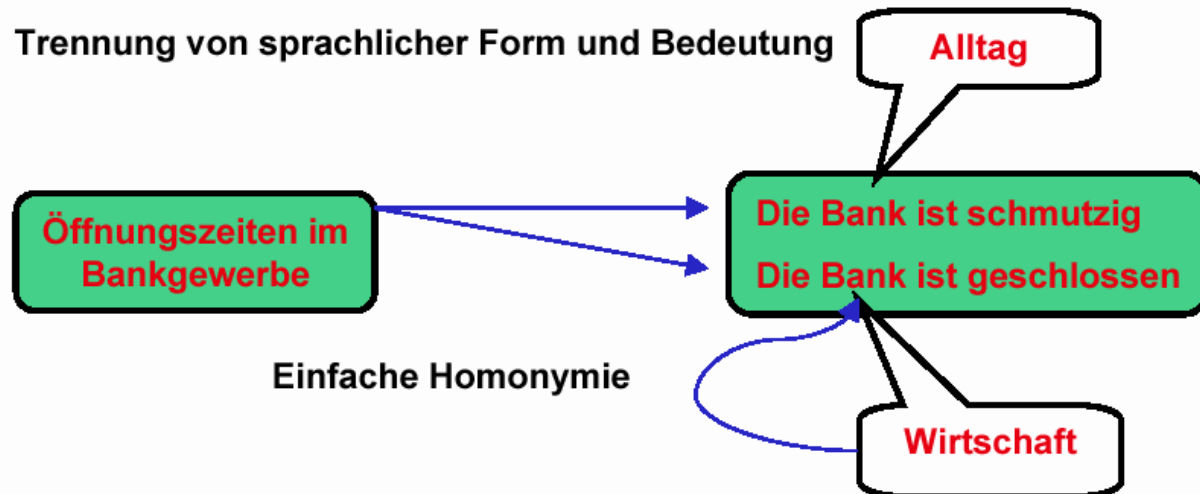 Trennung von sprachlicher Form und Bedeutung
Alltag
Öffnungszeiten im
Bankgewerbe
Die Bank ist schmutzig
Die Bank ist geschlossen
Einfache Homonymie
Wirtschaft